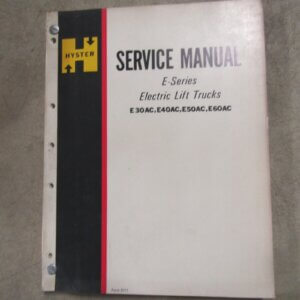 HYSTER
SERVICE MANUAL
E-Series
Electric Lift Trucks
E30AC, E40AC, E50AC, E60AC